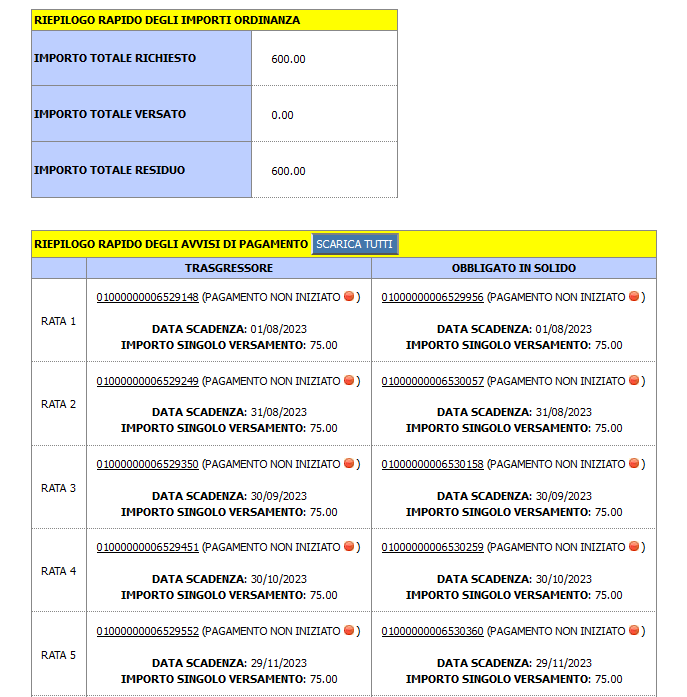 RIEPILOGO RAPIDO DEGLI IMPORTI ORDINANZA
IMPORTO TOTALE RICHIESTO 600.00
IMPORTO TOTALE VERSATO 0.00
IMPORTO TOTALE RESIDUO 600.00
RIEPILOGO RAPIDO DEGLI AVVISI DI PAGAMENTO SCARICA TUTTI
TRASGRESSORE OBBLIGATO IN SOLIDO
01000000006529148 (PAGAMENTO NON INIZIATO ) 01000000006529956 (PAGAMENTO NON INIZIATO )
RATA 1
DATA SCADENZA: 01/08/2023 DATA SCADENZA: 01/08/2023
IMPORTO SINGOLO VERSAMENTO: 75.00 IMPORTO SINGOLO VERSAMENTO: 75.00
01000000006529249 (PAGAMENTO NON INIZIATO ) 01000000006530057 (PAGAMENTO NON INIZIATO )
RATA 2
DATA SCADENZA: 31/08/2023 DATA SCADENZA: 31/08/2023
IMPORTO SINGOLO VERSAMENTO: 75.00 IMPORTO SINGOLO VERSAMENTO: 75.00
01000000006529350 (PAGAMENTO NON INIZIATO ) 01000000006530158 (PAGAMENTO NON INIZIATO )
RATA 3
DATA SCADENZA: 30/09/2023 DATA SCADENZA: 30/09/2023
IMPORTO SINGOLO VERSAMENTO: 75.00 IMPORTO SINGOLO VERSAMENTO: 75.00
01000000006529451 (PAGAMENTO NON INIZIATO ) 01000000006530259 (PAGAMENTO NON INIZIATO )
RATA 4
DATA SCADENZA: 30/10/2023 DATA SCADENZA: 30/10/2023
IMPORTO SINGOLO VERSAMENTO: 75.00 IMPORTO SINGOLO VERSAMENTO: 75.00
01000000006529552 (PAGAMENTO NON INIZIATO ) 01000000006530360 (PAGAMENTO NON INIZIATO )
RATA 5
DATA SCADENZA: 29/11/2023 DATA SCADENZA: 29/11/2023
IMPORTO SINGOLO VERSAMENTO: 75.00 IMPORTO SINGOLO VERSAMENTO: 75.00